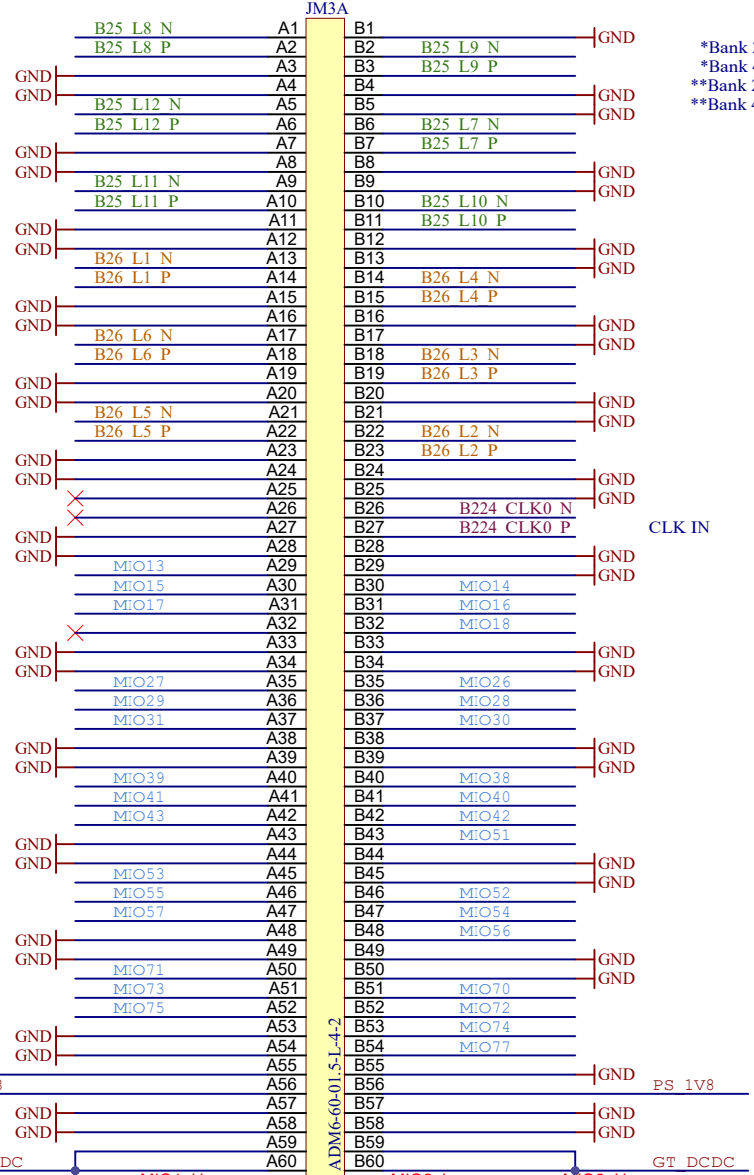 JM3A
B25_L8_N A1 B1 GND
B25_L8_P A2 B2 B25_L9_N *Bank
GND A3 B3 B25_L9_P *Bank
GND A4 B4 GND **Bank
B25_L12_N A5 B5 GND **Bank
B25_L12_P A6 B6 B25_L7_N
GND A7 B7 B25_L7_P
GND A8 B8 GND
B25_L11_N A9 B9 GND
B25_L11_P A10 B10 B25_L10_N
GND A11 B11 B25_L10_P
GND A12 B12 GND
B26_L1_N A13 B13 GND
B26_L1_P A14 B14 B26_L4_N
GND A15 B15 B26_L4_P
GND A16 B16 GND
B26_L6_N A17 B17 GND
B26_L6_P A18 B18 B26_L3_N
GND A19 B19 B26_L3_P
GND A20 B20 GND
B26_L5_N A21 B21 GND
B26_L5_P A22 B22 B26_L2_N
GND A23 B23 B26_L2_P
GND A24 B24 GND
A25 B25 GND
A26 B26 B224_CLK0_N
GND A27 B27 B224_CLK0_P CLK IN
GND A28 B28 GND
MIO13 A29 B29 GND
MIO15 A30 B30 MIO14
MIO17 A31 B31 MIO16
A32 B32 MIO18
GND A33 B33 GND
GND A34 B34 GND
MIO27 A35 B35 MIO26
MIO29 A36 B36 MIO28
MIO31 A37 B37 MIO30
GND A38 B38 GND
GND A39 B39 GND
MIO39 A40 B40 MIO38
MIO41 A41 B41 MIO40
MIO43 A42 B42 MIO42
GND A43 B43 MIO51
GND A44 B44 GND
MIO53 A45 B45 GND
MIO55 A46 B46 MIO52
MIO57 A47 B47 MIO54
GND A48 B48 MIO56
GND A49 B49 GND
MIO71 A50 B50 GND
MIO73 A51 B51 MIO70
MIO75 A52 B52 MIO72
GND A53 B53 MIO74
GND A54 B54 MIO77
A55 B55 GND
A56 B56 PS_1V8
GND A57 B57 GND
GND A58 B58 GND
A59 B59
DC A60 B60 GT_DCDC
ADM6-60-01.5-L-4-2